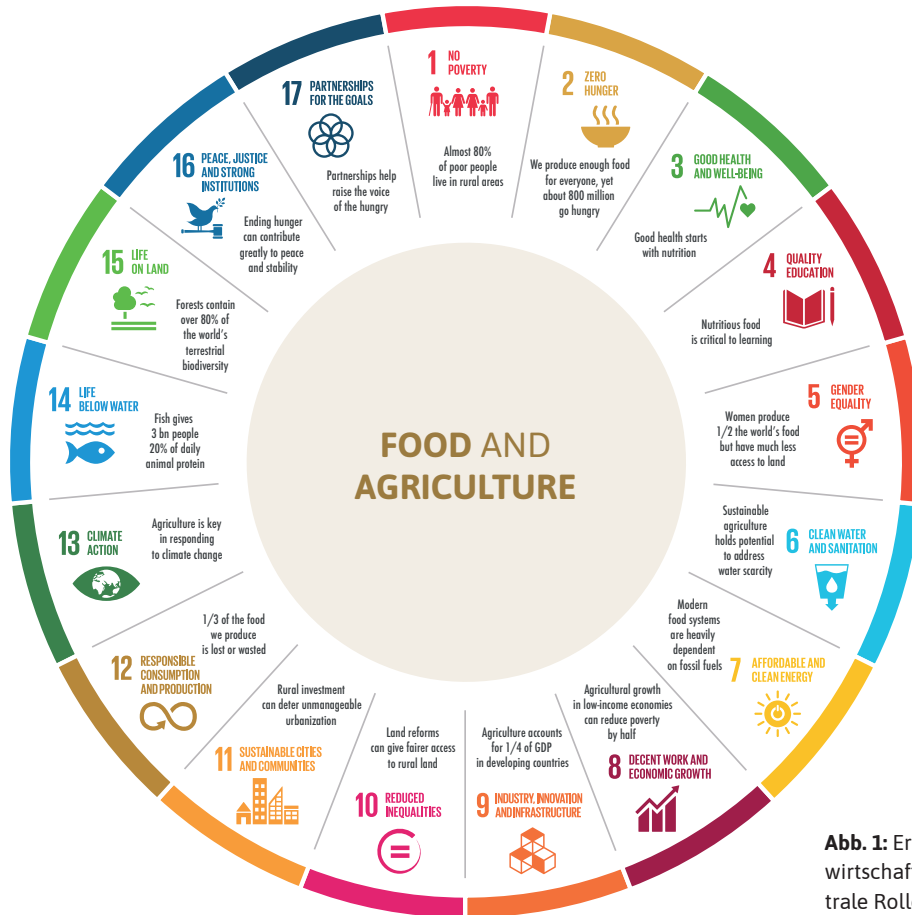 1 NO
POVERTY
Almost 80%
of poor people
live in rural areas
2 ZERO
HUNGER
We produce enough food
for everyone, yet
about 800 million
go hungry
3 GOOD HEALTH
AND WELL-BEING
Good health starts
with nutrition
4 QUALITY
EDUCATION
Nutritious food
is critical to learning
5 GENDER
EQUALITY
Women produce
1/2 the world's food
but have much less
access to land
6 CLEAN WATER
AND SANITATION
Sustainable
agriculture
holds potential
to address
water scarcity
7 AFFORDABLE AND
CLEAN ENERGY
Modern
food systems
are heavily
dependent
on fossil fuels
8 DECENT WORK AND
ECONOMIC GROWTH
Agricultural growth
in low-income economies
can reduce poverty
by half
9 INDUSTRY, INNOVATION
AND INFRASTRUCTURE
Agriculture accounts
for 1/4 of GDP
in developing countries
10 REDUCED
INEQUALITIES
Land reforms
can give fairer access
to rural land
11 SUSTAINABLE CITIES
AND COMMUNITIES
Rural investment
can deter unmanageable
urbanization
12 RESPONSIBLE
CONSUMPTION
AND PRODUCTION
1/3 of the food
we produce
is lost or wasted
13 CLIMATE
ACTION
Agriculture is key
in responding
to climate change
14 LIFE
BELOW WATER
Fish gives
3 bn people
20% of daily
animal protein
15 LIFE
ON LAND
Forests contain
over 80% of
the world's
terrestrial
biodiversity
16 PEACE, JUSTICE
AND STRONG
INSTITUTIONS
Ending hunger
can contribute
greatly to peace
and stability
17 PARTNERSHIPS
FOR THE GOALS
Partnerships help
raise the voice
of the hungry
FOOD AND
AGRICULTURE
Abb. 1: Er
wirtschaf
trale Roll